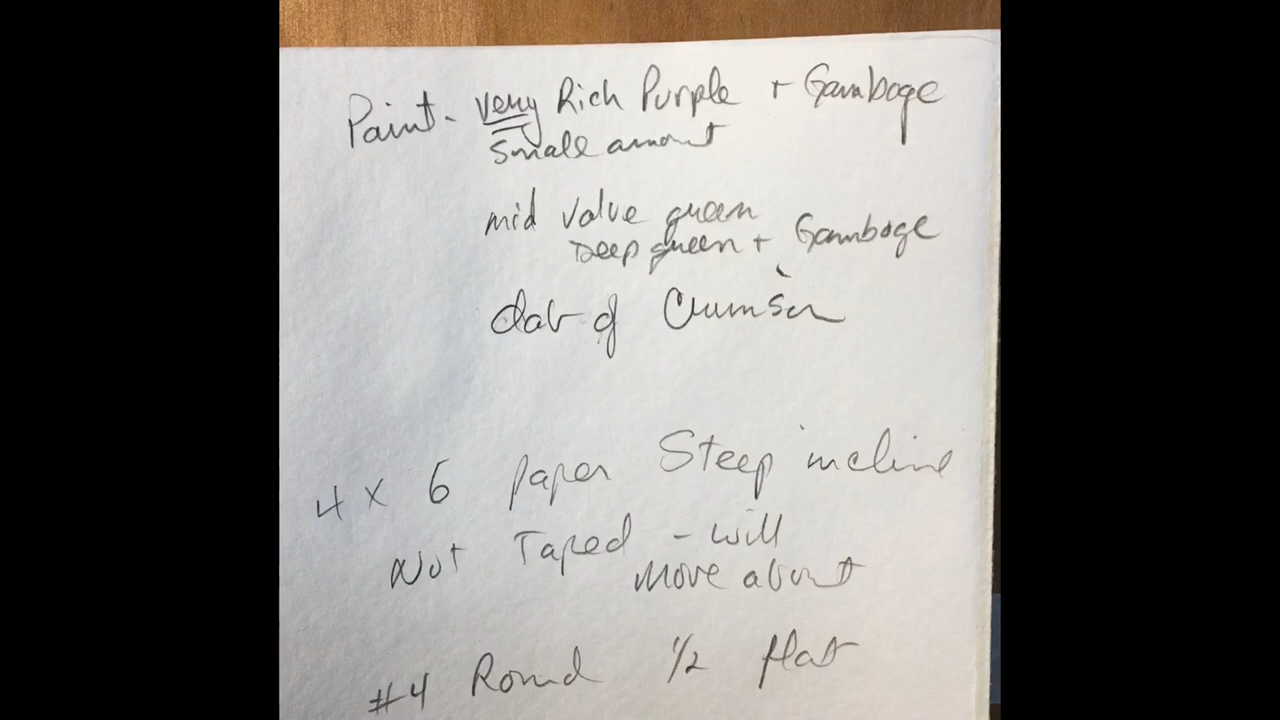 Paint - very Rich Purple + Gamboge
small amount
mid value green
Deep green + Gamboge
dab of Crimson
4 x 6 paper Steep incline
Not Taped - will
move about
#4 Round 1/2 flat